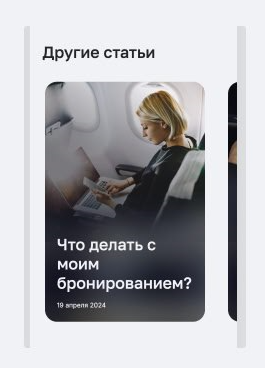 Другие статьи
Что делать с
моим
бронированием?
19 апреля 2024